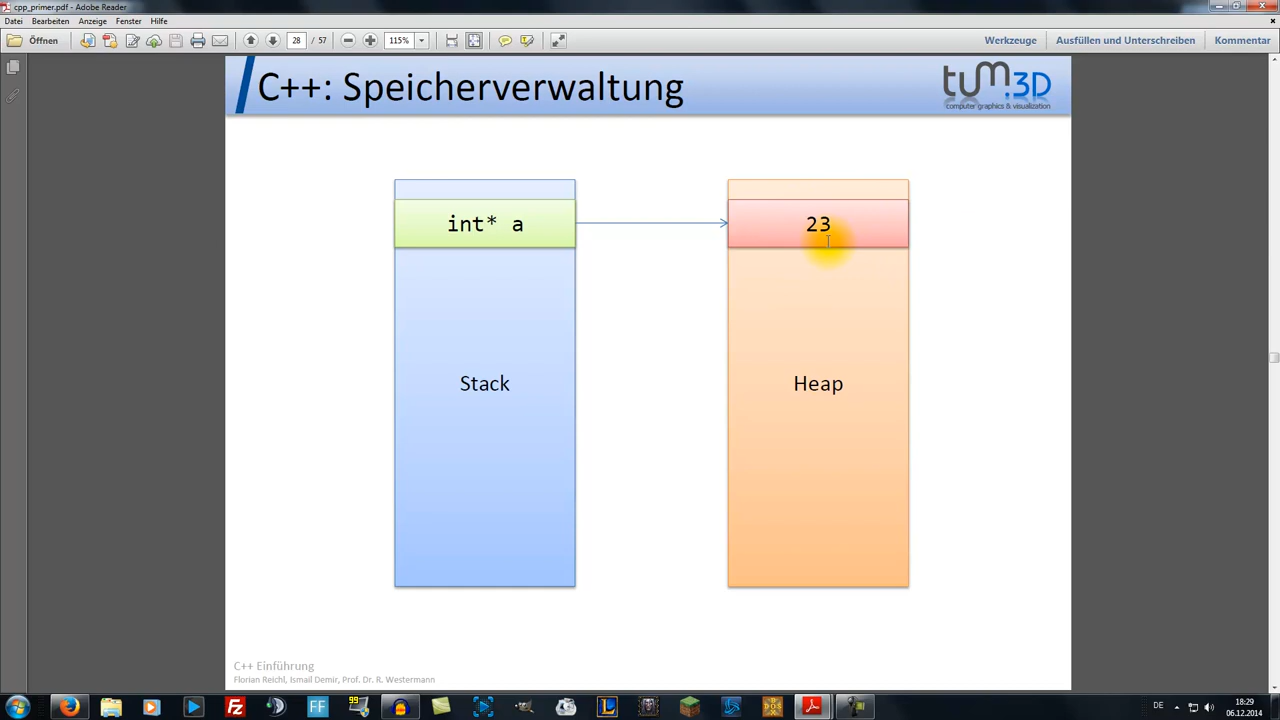 cpp_primer.pdf - Adobe Reader
Datei Bearbeiten Anzeige Fenster Hilfe
Öffnen 28 / 57 115% Werkzeuge Ausfüllen und Unterschreiben Kommentar
C++: Speicherverwaltung
tum.3D
computer graphics & visualization
int* a 23
Stack Heap
C++ Einführung
Florian Reichl, Ismail Demir, Prof. Dr. R. Westermann
DE 18:29
06.12.2014